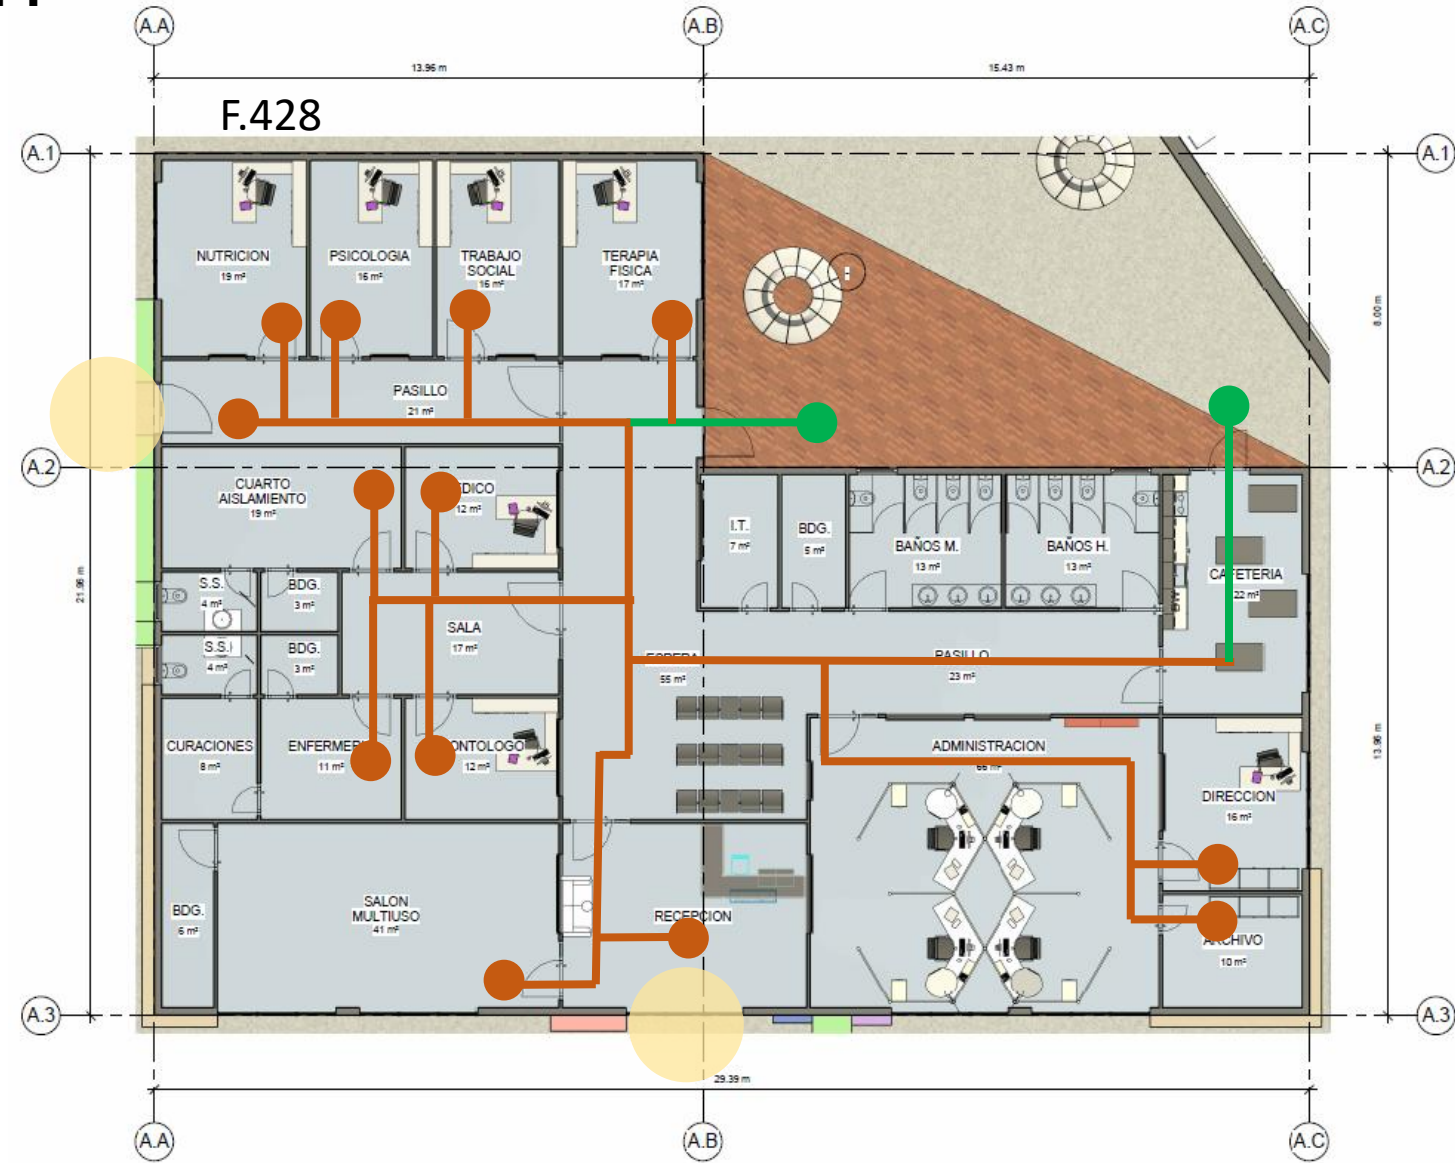 A.A
A.B
A.C
13.96 m
15.43 m
F.428
A.1
A.1
NUTRICION
19 m²
PSICOLOGIA
16 m²
TRABAJO
SOCIAL
16 m²
TERAPIA
FISICA
17 m²
8.00 m
PASILLO
21 m²
A.2
A.2
CUARTO
AISLAMIENTO
19 m²
DICO
12 m²
I.T.
7 m²
BDG.
5 m²
BAÑOS M.
13 m²
BAÑOS H.
13 m²
CAFETERIA
22 m²
21.96 m
S.S.
4 m²
BDG.
3 m²
SALA
17 m²
S.S.
4 m²
BDG.
3 m²
55 m²
PASILLO
23 m²
13.96 m
CURACIONES
8 m²
ENFERMER
11 m²
ONTOLOGO
12 m²
ADMINISTRACION
66 m²
DIRECCION
16 m²
BDG.
6 m²
SALON
MULTIUSO
41 m²
RECEPCION
ARCHIVO
10 m²
A.3
A.3
29.39 m
A.A
A.B
A.C